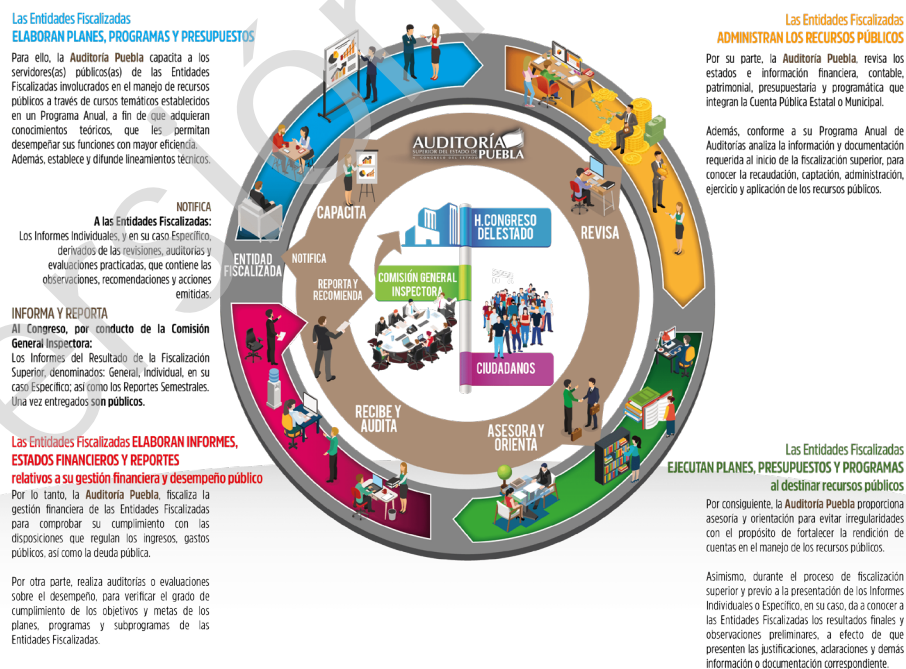 Las Entidades Fiscalizadas
ELABORAN PLANES, PROGRAMAS Y PRESUPUESTOS
Para ello, la Auditoría Puebla capacita a los
servidores(as) públicos(as) de las Entidades
Fiscalizadas involucrados en el manejo de recursos
públicos a través de cursos temáticos establecidos
en un Programa Anual, a fin de que adquieran
conocimientos teóricos, que les permitan
desempeñar sus funciones con mayor eficiencia.
Además, establece y difunde lineamientos técnicos.
NOTIFICA
A las Entidades Fiscalizadas:
Los Informes Individuales, y en su caso Específico,
derivados de las revisiones, auditorías y
evaluaciones practicadas, que contiene las
observaciones, recomendaciones y acciones
emitidas.
INFORMA Y REPORTA
Al Congreso, por conducto de la Comisión
General Inspectora:
Los Informes del Resultado de la Fiscalización
Superior, denominados: General, Individual, en su
caso Específico; así como los Reportes Semestrales.
Una vez entregados son públicos.
Las Entidades Fiscalizadas ELABORAN INFORMES,
ESTADOS FINANCIEROS Y REPORTES
relativos a su gestión financiera y desempeño público
Por lo tanto, la Auditoría Puebla, fiscaliza la
gestión financiera de las Entidades Fiscalizadas
para comprobar su cumplimiento con las
disposiciones que regulan los ingresos, gastos
públicos, así como la deuda pública.
Por otra parte, realiza auditorías o evaluaciones
sobre el desempeño, para verificar el grado de
cumplimiento de los objetivos y metas de los
planes, programas y subprogramas de las
Entidades Fiscalizadas.
AUDITORÍA
SUPERIOR DEL ESTADO DE
PUEBLA
H. CONGRESO DEL ESTADO
CAPACITA
H. CONGRESO
DEL ESTADO
REVISA
ENTIDAD
FISCALIZADA
NOTIFICA
REPORTA Y
RECOMIENDA
COMISIÓN GENERAL
INSPECTORA
CIUDADANOS
RECIBE Y
AUDITA
ASESORA Y
ORIENTA
Las Entidades Fiscalizadas
ADMINISTRAN LOS RECURSOS PÚBLICOS
Por su parte, la Auditoría Puebla, revisa los
estados e información financiera, contable,
patrimonial, presupuestaria y programática que
integran la Cuenta Pública Estatal o Municipal.
Además, conforme a su Programa Anual de
Auditorías analiza la información y documentación
requerida al inicio de la fiscalización superior, para
conocer la recaudación, captación, administración,
ejercicio y aplicación de los recursos públicos.
Las Entidades Fiscalizadas
EJECUTAN PLANES, PRESUPUESTOS Y PROGRAMAS
al destinar recursos públicos
Por consiguiente, la Auditoría Puebla proporciona
asesoría y orientación para evitar irregularidades
con el propósito de fortalecer la rendición de
cuentas en el manejo de los recursos públicos.
Asimismo, durante el proceso de fiscalización
superior y previo a la presentación de los Informes
Individuales o Específico, en su caso, da a conocer a
las Entidades Fiscalizadas los resultados finales y
observaciones preliminares, a efecto de que
presenten las justificaciones, aclaraciones y demás
información o documentación correspondiente.